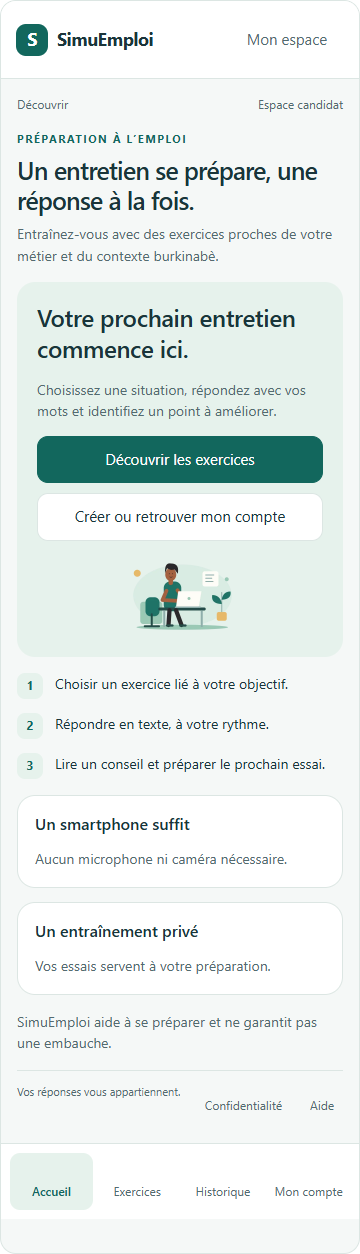 S SimuEmploi Mon espace
Découvrir Espace candidat
PRÉPARATION À L'EMPLOI
Un entretien se prépare, une
réponse à la fois.
Entraînez-vous avec des exercices proches de votre
métier et du contexte burkinabè.
Votre prochain entretien
commence ici.
Choisissez une situation, répondez avec vos
mots et identifiez un point à améliorer.
Découvrir les exercices
Créer ou retrouver mon compte
1 Choisir un exercice lié à votre objectif.
2 Répondre en texte, à votre rythme.
3 Lire un conseil et préparer le prochain essai.
Un smartphone suffit
Aucun microphone ni caméra nécessaire.
Un entraînement privé
Vos essais servent à votre préparation.
SimuEmploi aide à se préparer et ne garantit pas
une embauche.
Vos réponses vous appartiennent.
Confidentialité Aide
Accueil Exercices Historique Mon compte